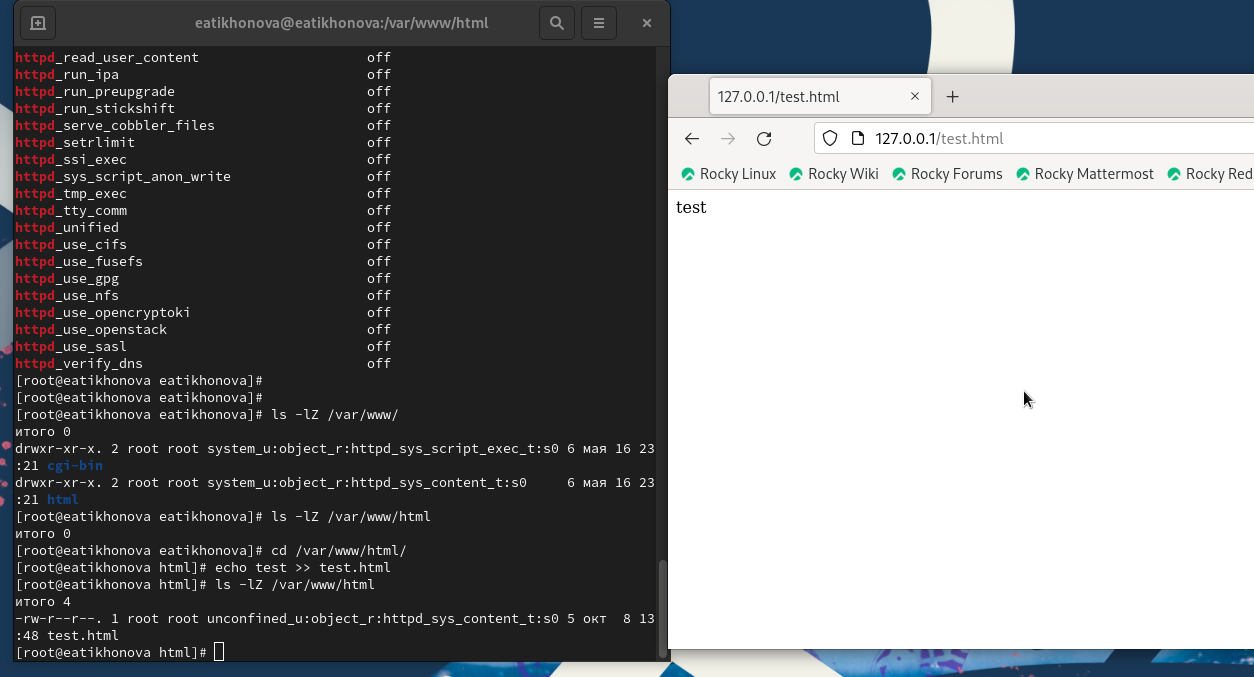 eatikhonova@eatikhonova:/var/www/html
httpd_read_user_content off
httpd_run_ipa off
httpd_run_preupgrade off
httpd_run_stickshift off
httpd_serve_cobbler_files off
httpd_setrlimit off
httpd_ssi_exec off
httpd_sys_script_anon_write off
httpd_tmp_exec off
httpd_tty_comm off
httpd_unified off
httpd_use_cifs off
httpd_use_fusefs off
httpd_use_gpg off
httpd_use_nfs off
httpd_use_opencryptoki off
httpd_use_openstack off
httpd_use_sasl off
httpd_verify_dns off
[root@eatikhonova eatikhonova]#
[root@eatikhonova eatikhonova]#
[root@eatikhonova eatikhonova]# ls -lZ /var/www/
итого 0
drwxr-xr-x. 2 root root system_u:object_r:httpd_sys_script_exec_t:s0 6 мая 16 23
:21 cgi-bin
drwxr-xr-x. 2 root root system_u:object_r:httpd_sys_content_t:s0 6 мая 16 23
:21 html
[root@eatikhonova eatikhonova]# ls -lZ /var/www/html
итого 0
[root@eatikhonova eatikhonova]# cd /var/www/html/
[root@eatikhonova html]# echo test >> test.html
[root@eatikhonova html]# ls -lZ /var/www/html
итого 4
-rw-r--r--. 1 root root unconfined_u:object_r:httpd_sys_content_t:s0 5 окт 8 13
:48 test.html
[root@eatikhonova html]#
127.0.0.1/test.html
127.0.0.1/test.html
Rocky Linux Rocky Wiki Rocky Forums Rocky Mattermost Rocky Red
test